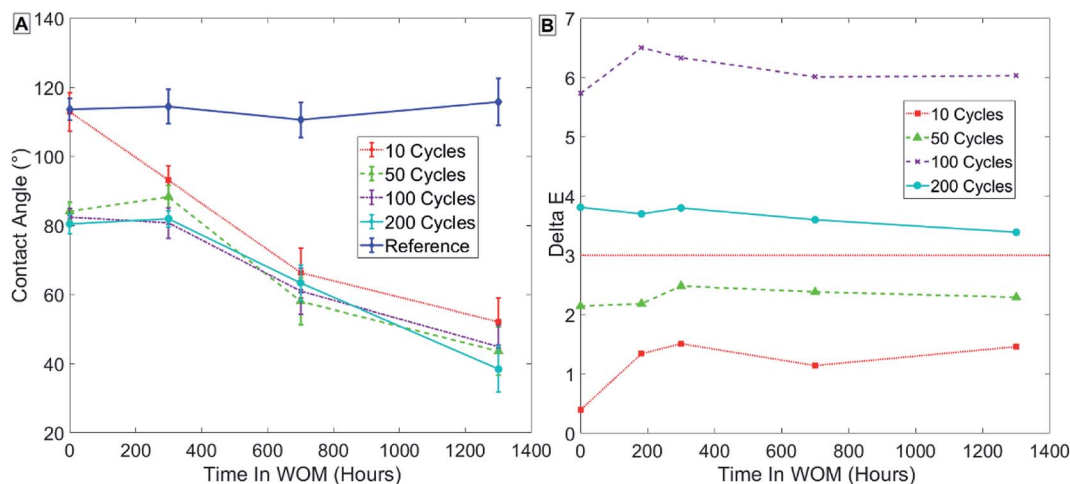 A
140
120
100
80
60
40
20
Contact Angle (°)
10 Cycles
50 Cycles
100 Cycles
200 Cycles
Reference
0 200 400 600 800 1000 1200 1400
Time In WOM (Hours)
B
7
6
5
4
3
2
1
0
Delta E
10 Cycles
50 Cycles
100 Cycles
200 Cycles
0 200 400 600 800 1000 1200 1400
Time In WOM (Hours)